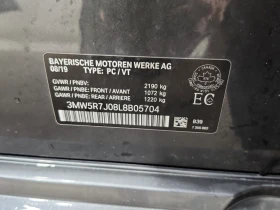 BAYERISCHE MOTOREN WERKE AG
08/19 TYPE: PC / VT
GVWR / PNBV: 2190 kg
GAWR / PNBE: FRONT / AVANT 1072 kg
GAWR / PNBE: REAR / ARRIERE 1220 kg
3MW5R7J08L8B05704
EC
B39